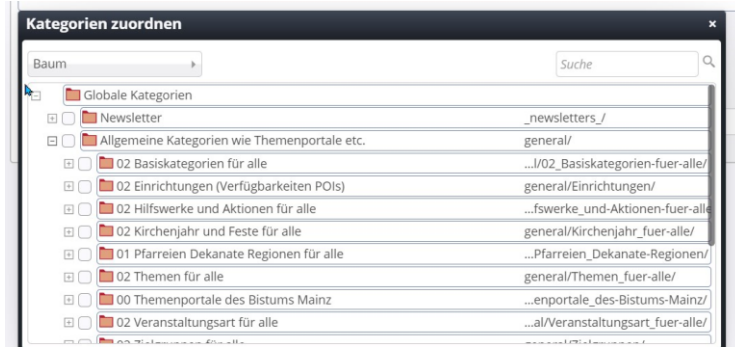 Kategorien zuordnen ×
Baum Suche
Globale Kategorien
Newsletter _newsletters_/
Allgemeine Kategorien wie Themenportale etc. general/
02 Basiskategorien für alle ...l/02_Basiskategorien-fuer-alle/
02 Einrichtungen (Verfügbarkeiten POIs) general/Einrichtungen/
02 Hilfswerke und Aktionen für alle ...fswerke_und-Aktionen-fuer-alle
02 Kirchenjahr und Feste für alle general/Kirchenjahr_fuer-alle/
01 Pfarreien Dekanate Regionen für alle ...Pfarreien_Dekanate-Regionen/
02 Themen für alle general/Themen_fuer-alle/
00 Themenportale des Bistums Mainz ...enportale_des-Bistums-Mainz/
02 Veranstaltungsart für alle ...al/Veranstaltungsart_fuer-alle/